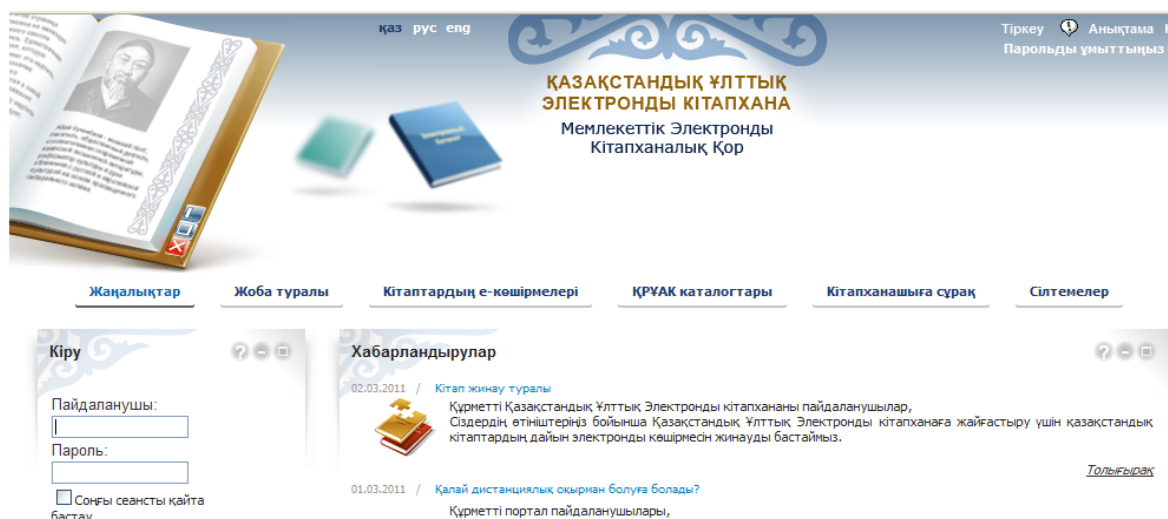 қаз рус eng
Тіркеу Анықтама
Парольды ұмыттыңыз
ҚАЗАҚСТАНДЫҚ ҰЛТТЫҚ
ЭЛЕКТРОНДЫ КІТАПХАНА
Мемлекеттік Электронды
Кітапханалық Қор
Жаңалықтар Жоба туралы Кітаптардың е-көшірмелері ҚРҰАК каталогтары Кітапханашыға сұрақ Сілтемелер
Кіру
Пайдаланушы:
Пароль:
Соңғы сеансты қайта
бастау
Хабарландырулар
02.03.2011 / Кітап жинау туралы
Құрметті Қазақстандық Ұлттық Электронды кітапхананы пайдаланушылар,
Сіздердің өтініштеріңіз бойынша Қазақстандық Ұлттық Электронды кітапханаға жайғастыру үшін қазақстандық
кітаптардың дайын электронды көшірмесін жинауды бастаймыз.
Толығырақ
01.03.2011 / Қалай дистанциялық оқырман болуға болады?
Құрметті портал пайдаланушылары,